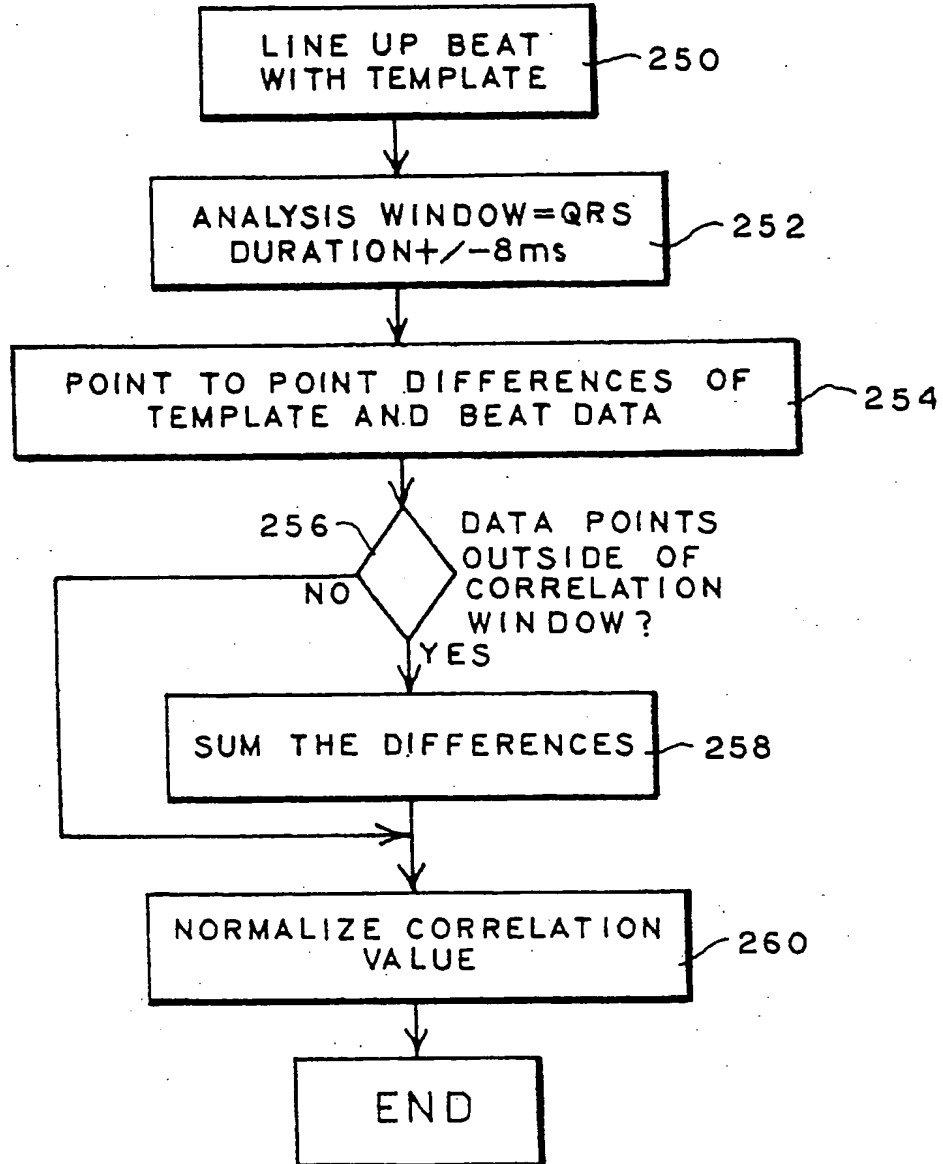 LINE UP BEAT
WITH TEMPLATE
250
ANALYSIS WINDOW=QRS
DURATION+/-8ms
252
POINT TO POINT DIFFERENCES OF
TEMPLATE AND BEAT DATA
254
256
DATA POINTS
OUTSIDE OF
CORRELATION
WINDOW?
NO
YES
SUM THE DIFFERENCES
258
NORMALIZE CORRELATION
VALUE
260
END